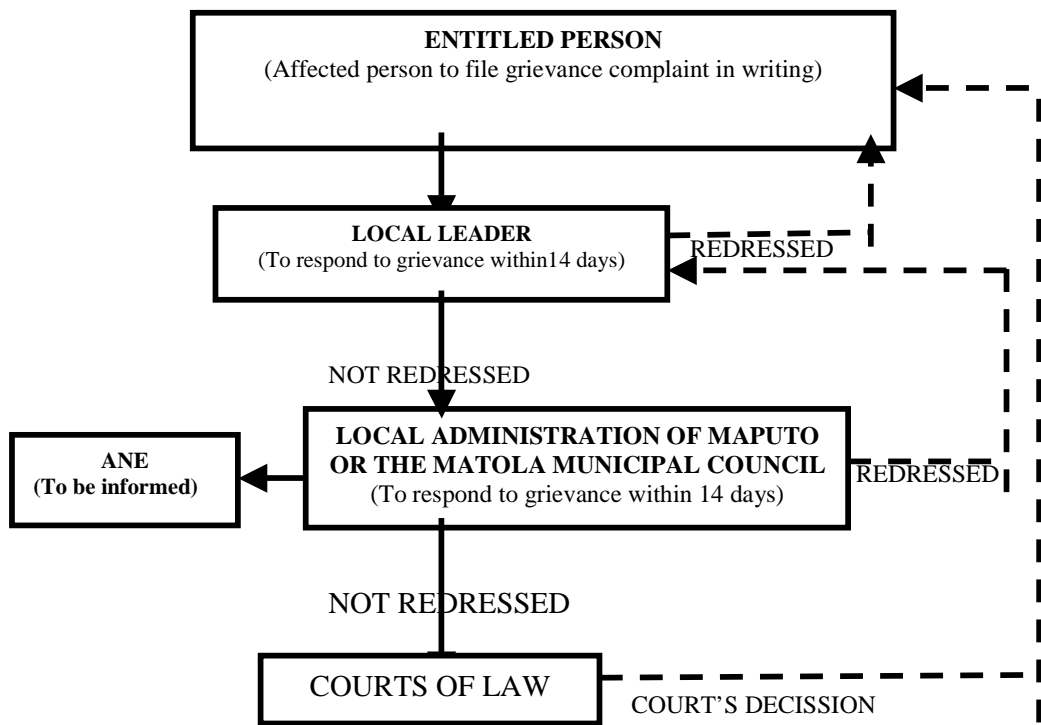 ENTITLED PERSON
(Affected person to file grievance complaint in writing)
LOCAL LEADER
(To respond to grievance within14 days)
REDRESSED
NOT REDRESSED
LOCAL ADMINISTRATION OF MAPUTO
OR THE MATOLA MUNICIPAL COUNCIL
(To respond to grievance within 14 days)
REDRESSED
ANE
(To be informed)
NOT REDRESSED
COURTS OF LAW
COURT’S DECISSION